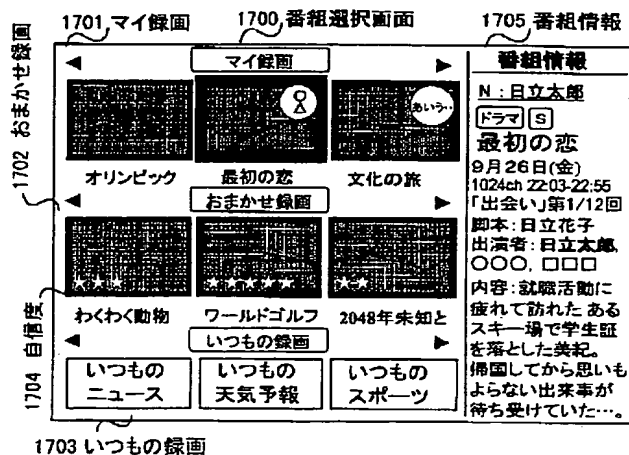 1701 マイ録画
1700 番組選択画面
1705 番組情報
1702 おまかせ録画
マイ録画
あいう‥
オリンピック
最初の恋
文化の旅
おまかせ録画
わくわく動物
ワールドゴルフ
2048年未知と
1704 自信度
いつもの録画
いつもの
ニュース
いつもの
天気予報
いつもの
スポーツ
1703 いつもの録画
番組情報
N:日立太郎
ドラマ S
最初の恋
9月26日(金)
1024ch 22:03-22:55
「出会い」第1/12回
脚本:日立花子
出演者:日立太郎,
○○○, □□□
内容:就職活動に
疲れて訪れた ある
スキー場で学生証
を落とした美紀。
帰国してから思いも
よらない出来事が
待ち受けていた…。